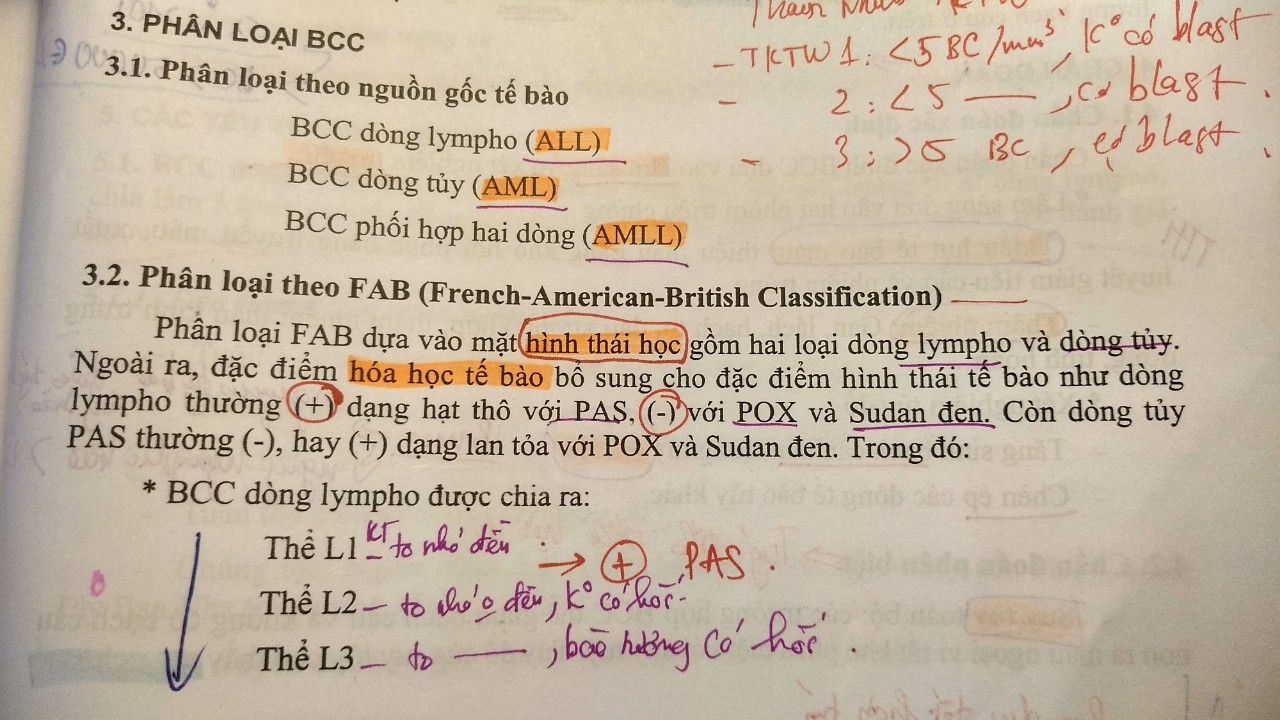 3. PHÂN LOẠI BCC
TKTW 1: <5 BC/mm³, K° có blast
- 2: <5 —, có blast.
- 3: >5 BC, có blast.
3.1. Phân loại theo nguồn gốc tế bào
BCC dòng lympho (ALL)
BCC dòng tủy (AML)
BCC phối hợp hai dòng (AMLL)
3.2. Phân loại theo FAB (French-American-British Classification)
Phân loại FAB dựa vào mặt hình thái học gồm hai loại dòng lympho và dòng tủy.
Ngoài ra, đặc điểm hóa học tế bào bổ sung cho đặc điểm hình thái tế bào như dòng
lympho thường (+) dạng hạt thô với PAS, (-) với POX và Sudan đen. Còn dòng tủy
PAS thường (-), hay (+) dạng lan tỏa với POX và Sudan đen. Trong đó:
* BCC dòng lympho được chia ra:
Thể L1 – KT to nhỏ đều.
→ + PAS.
Thể L2 – to nhỏ o đều, K° có hốc.
Thể L3 – to —, bào tương có hốc.